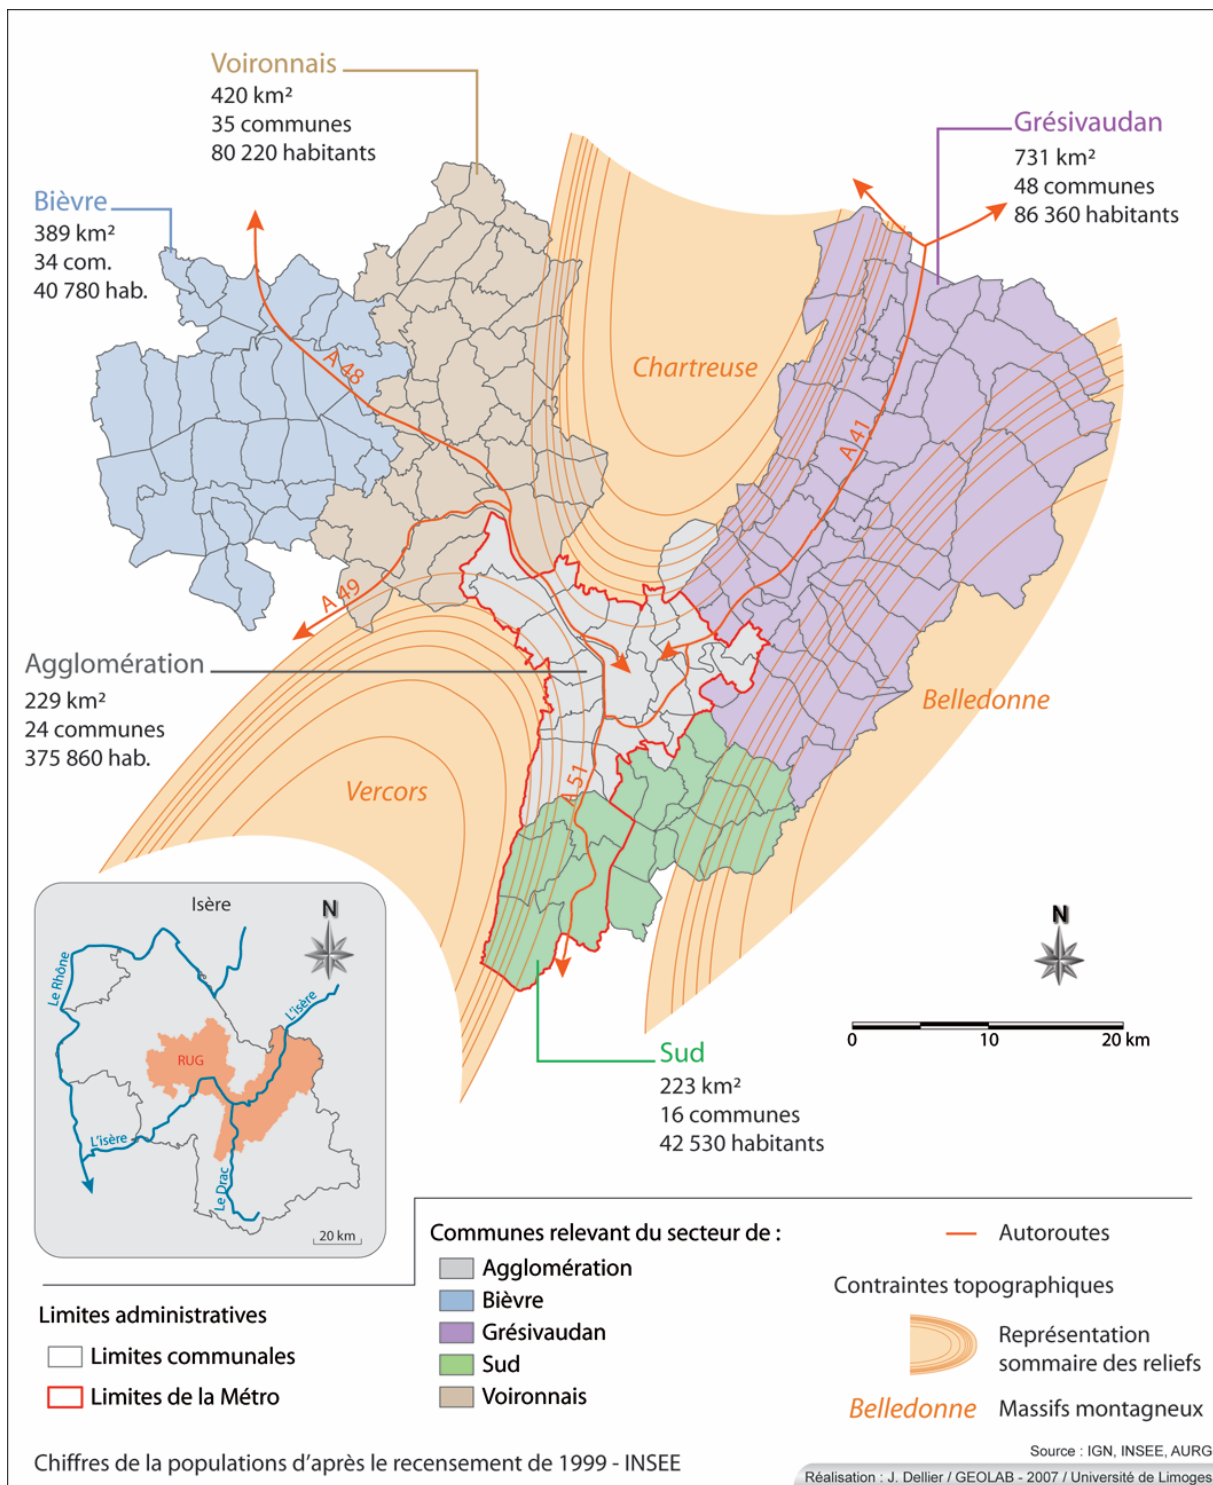 Voironnais
420 km²
35 communes
80 220 habitants
Grésivaudan
731 km²
48 communes
86 360 habitants
Bièvre
389 km²
34 com.
40 780 hab.
A 48
Chartreuse
A 41
A 49
Agglomération
229 km²
24 communes
375 860 hab.
Belledonne
Vercors
A 51
Isère
N
Le Rhône
L'isère
RUG
L'isère
Le Drac
20 km
N
0 10 20 km
Sud
223 km²
16 communes
42 530 habitants
Limites administratives
Limites communales
Limites de la Métro
Communes relevant du secteur de :
Agglomération
Bièvre
Grésivaudan
Sud
Voironnais
Autoroutes
Contraintes topographiques
Représentation
sommaire des reliefs
Belledonne Massifs montagneux
Chiffres de la populations d'après le recensement de 1999 - INSEE
Source : IGN, INSEE, AURG
Réalisation : J. Dellier / GEOLAB - 2007 / Université de Limoges